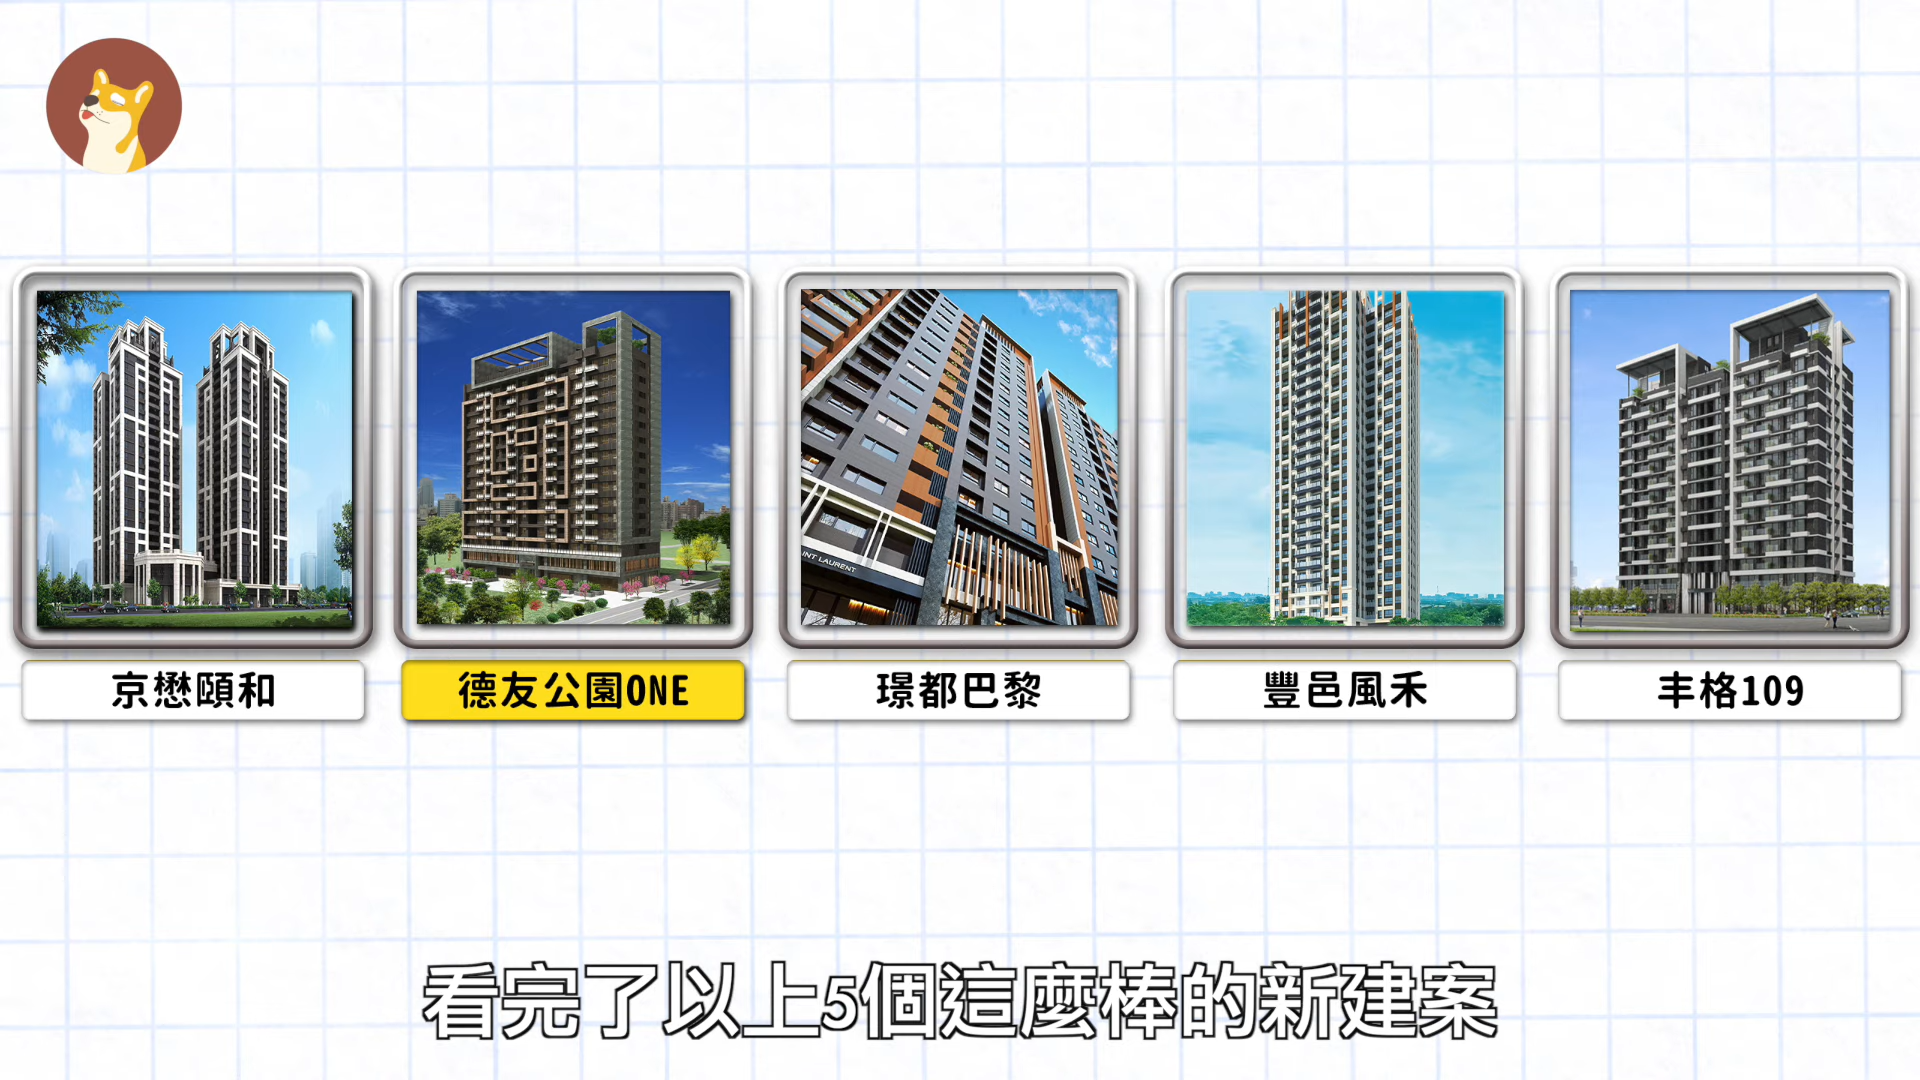 INT LAURENT
京懋頤和
德友公園ONE
璟都巴黎
豐邑風禾
丰格109
看完了以上5個這麼棒的新建案